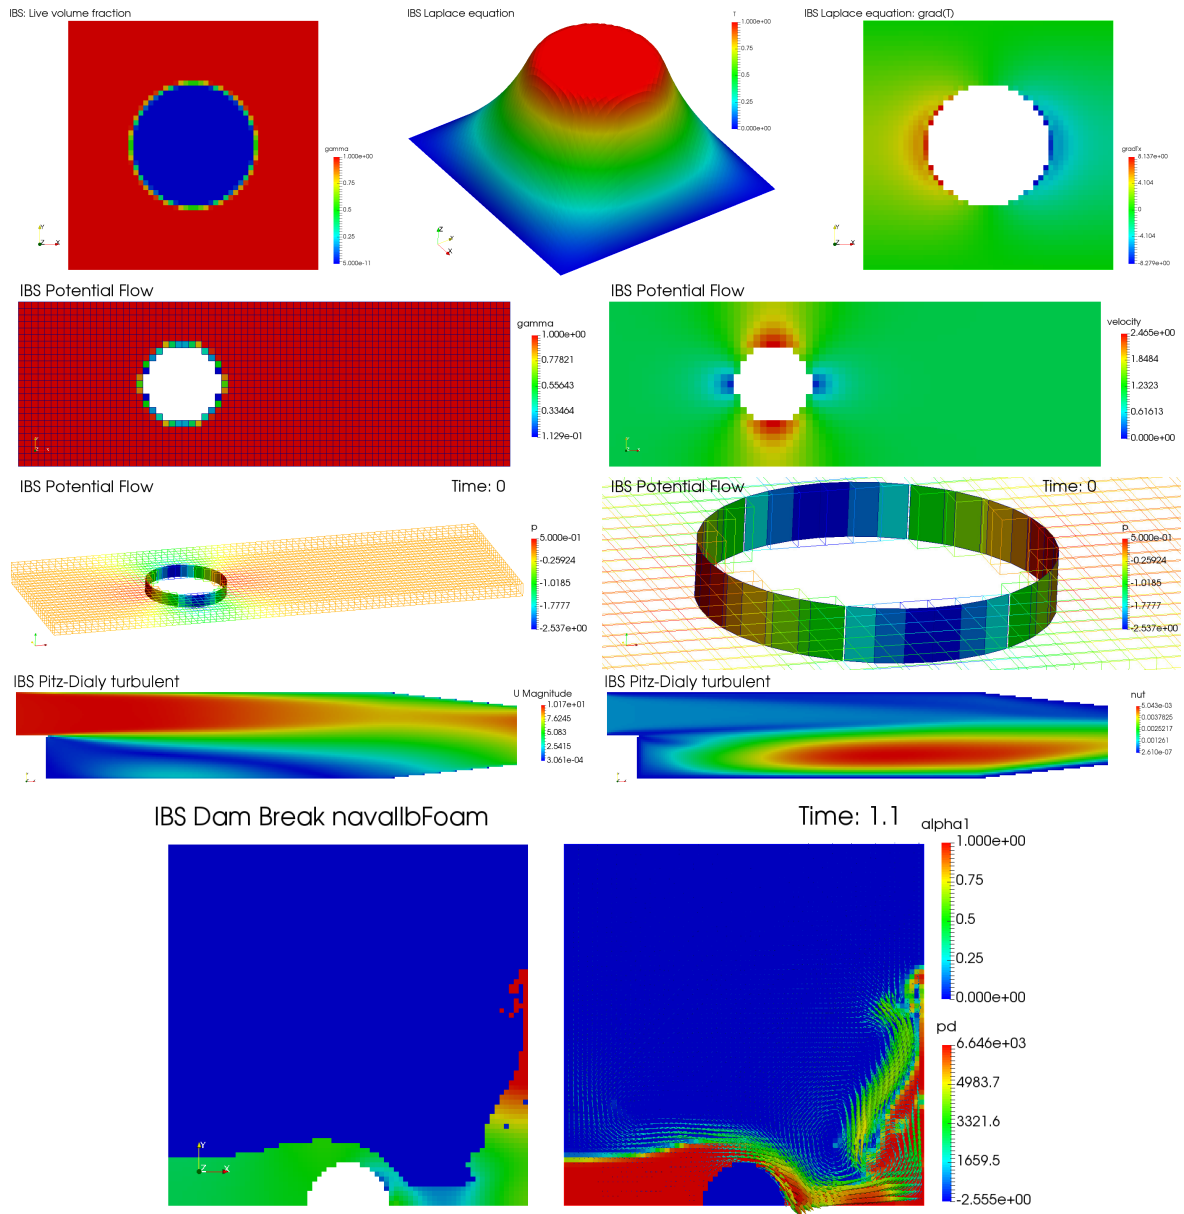 IBS: Live volume fraction
gamma
1.000e+00
0.75
0.5
0.25
5.000e-11
IBS Laplace equation
T
1.000e+00
0.75
0.5
0.25
0.000e+00
IBS Laplace equation: grad(T)
gradTx
8.137e+00
4.104
0
-4.104
-8.279e+00
IBS Potential Flow
gamma
1.000e+00
0.77821
0.55643
0.33464
1.129e-01
IBS Potential Flow
velocity
2.465e+00
1.8484
1.2323
0.61613
0.000e+00
IBS Potential Flow
Time: 0
p
5.000e-01
-0.25924
-1.0185
-1.7777
-2.537e+00
IBS Potential Flow
Time: 0
p
5.000e-01
-0.25924
-1.0185
-1.7777
-2.537e+00
IBS Pitz-Dialy turbulent
U Magnitude
1.017e+01
7.6245
5.083
2.5415
3.061e-04
IBS Pitz-Dialy turbulent
nut
5.043e-03
0.0037825
0.0025217
0.001261
2.610e-07
IBS Dam Break navalIbFoam
Time: 1.1
alpha1
1.000e+00
0.75
0.5
0.25
0.000e+00
pd
6.646e+03
4983.7
3321.6
1659.5
-2.555e+00
Y
Z
X